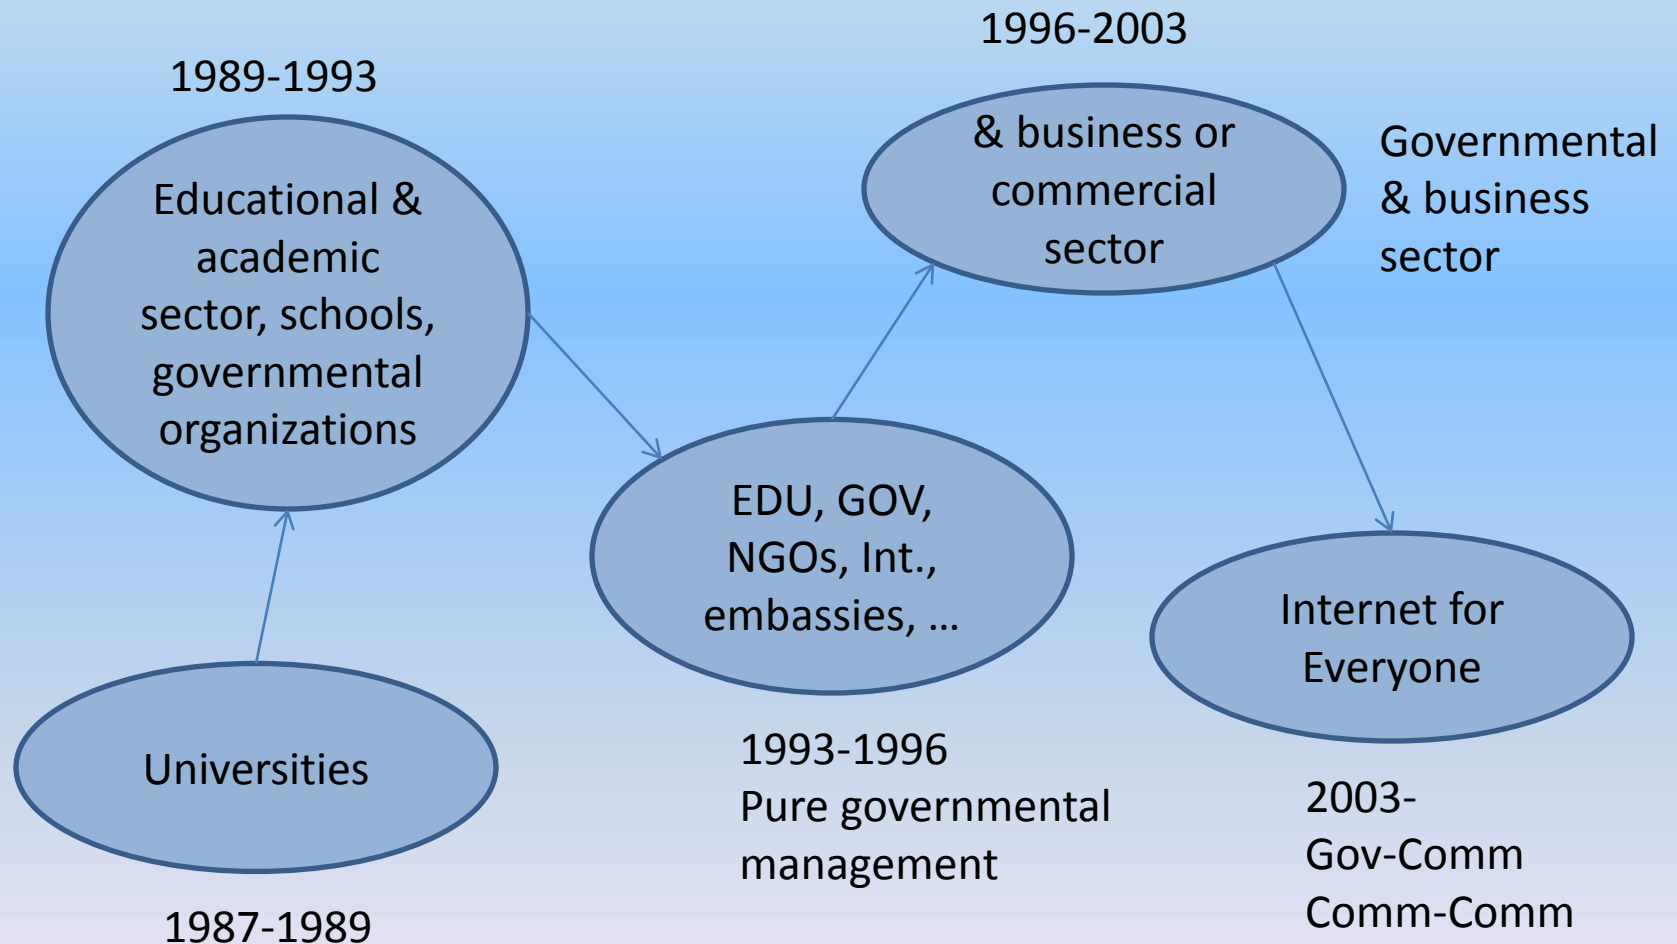 1989-1993
Educational &
academic
sector, schools,
governmental
organizations
Universities
1987-1989
EDU, GOV,
NGOs, Int.,
embassies, …
1993-1996
Pure governmental
management
1996-2003
& business or
commercial
sector
Governmental
& business
sector
Internet for
Everyone
2003-
Gov-Comm
Comm-Comm